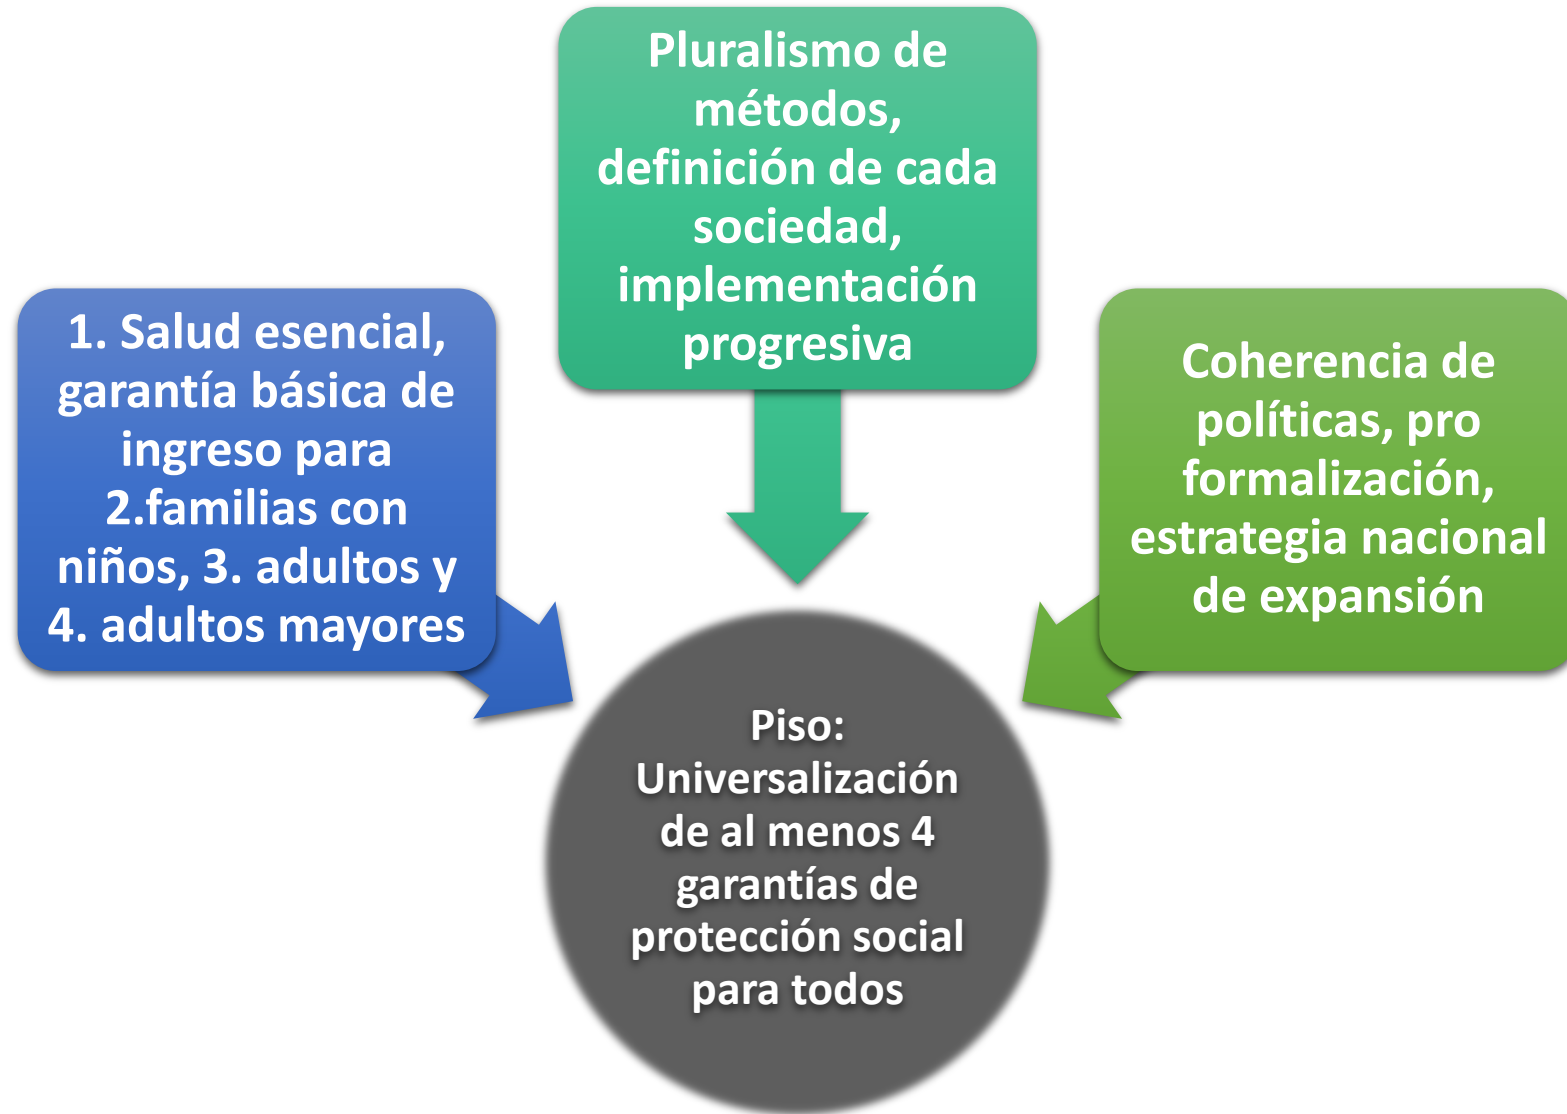 Pluralismo de
métodos,
definición de cada
sociedad,
implementación
progresiva
1. Salud esencial,
garantía básica de
ingreso para
2.familias con
niños, 3. adultos y
4. adultos mayores
Coherencia de
políticas, pro
formalización,
estrategia nacional
de expansión
Piso:
Universalización
de al menos 4
garantías de
protección social
para todos